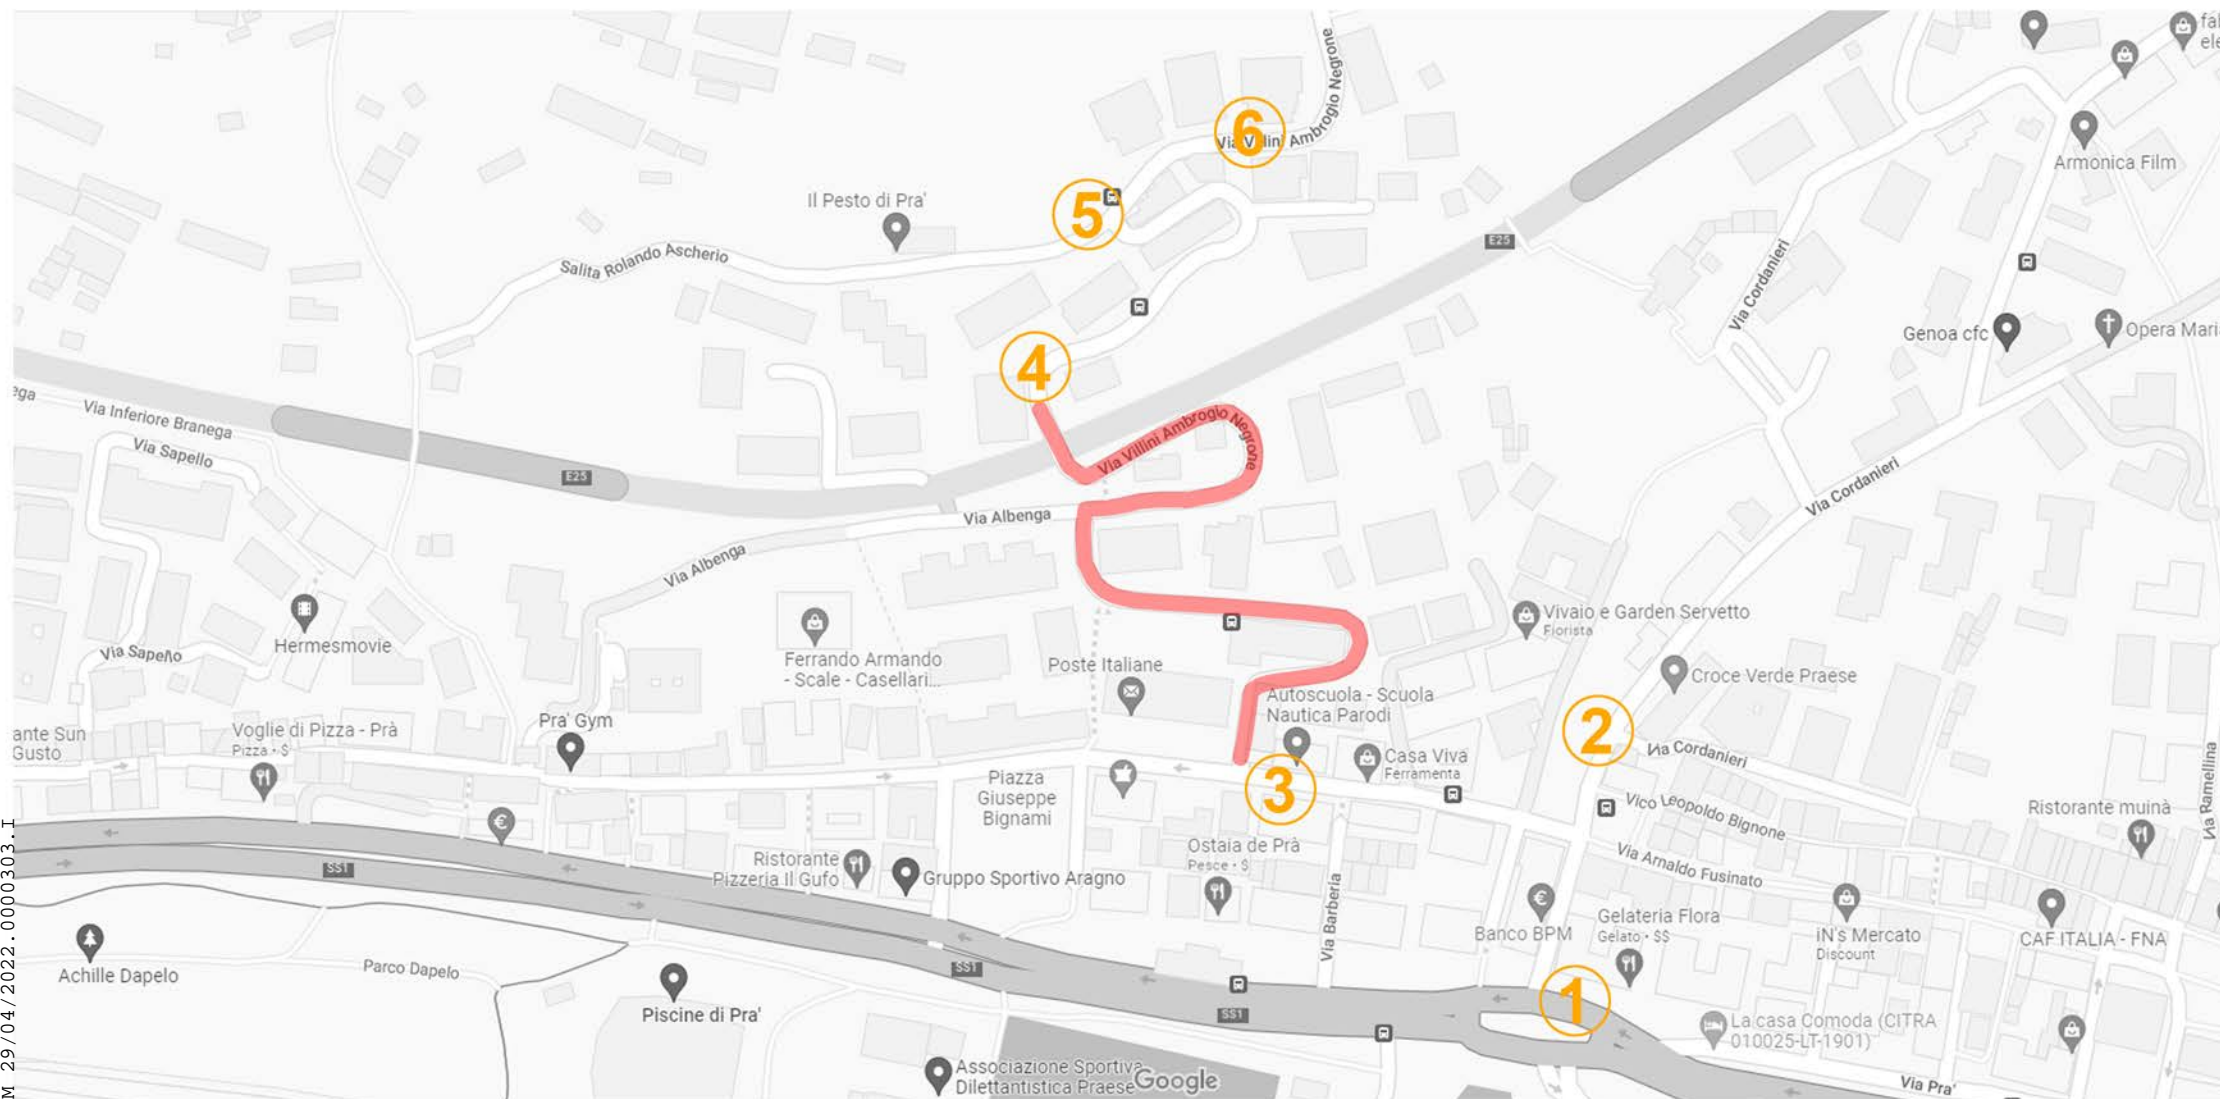 fal
ele
Via Villini Ambrogio Negrone
6
Armonica Film
Il Pesto di Pra'
5
Salita Rolando Ascherio
E25
Via Cordanieri
Genoa cfc
Opera Mari
4
ega
Via Inferiore Branega
Via Sapello
E25
Via Villini Ambrogio Negrone
Via Albenga
Via Cordanieri
Via Albenga
Hermesmovie
Via Sapello
Ferrando Armando
- Scale - Casellari...
Poste Italiane
Vivaio e Garden Servetto
Fiorista
Croce Verde Praese
Autoscuola - Scuola
Nautica Parodi
2
Via Cordanieri
ante Sun
Gusto
Voglie di Pizza - Prà
Pizza • $
Pra' Gym
Casa Viva
Ferramenta
3
Piazza
Giuseppe
Bignami
Vico Leopoldo Bignone
Via Ramellina
Ristorante muinà
Via Arnaldo Fusinato
Ostaia de Prà
Pesce • $
Ristorante
Pizzeria Il Gufo
Gruppo Sportivo Aragno
SS1
Via Barberia
Banco BPM
Gelateria Flora
Gelato • $$
iN's Mercato
Discount
CAF ITALIA - FNA
Achille Dapelo
Parco Dapelo
SS1
Piscine di Pra'
SS1
1
La casa Comoda (CITRA
010025-LT-1901)
Associazione Sportiva
Dilettantistica Praese
Google
Via Pra'
M 29/04/2022.0000303.I